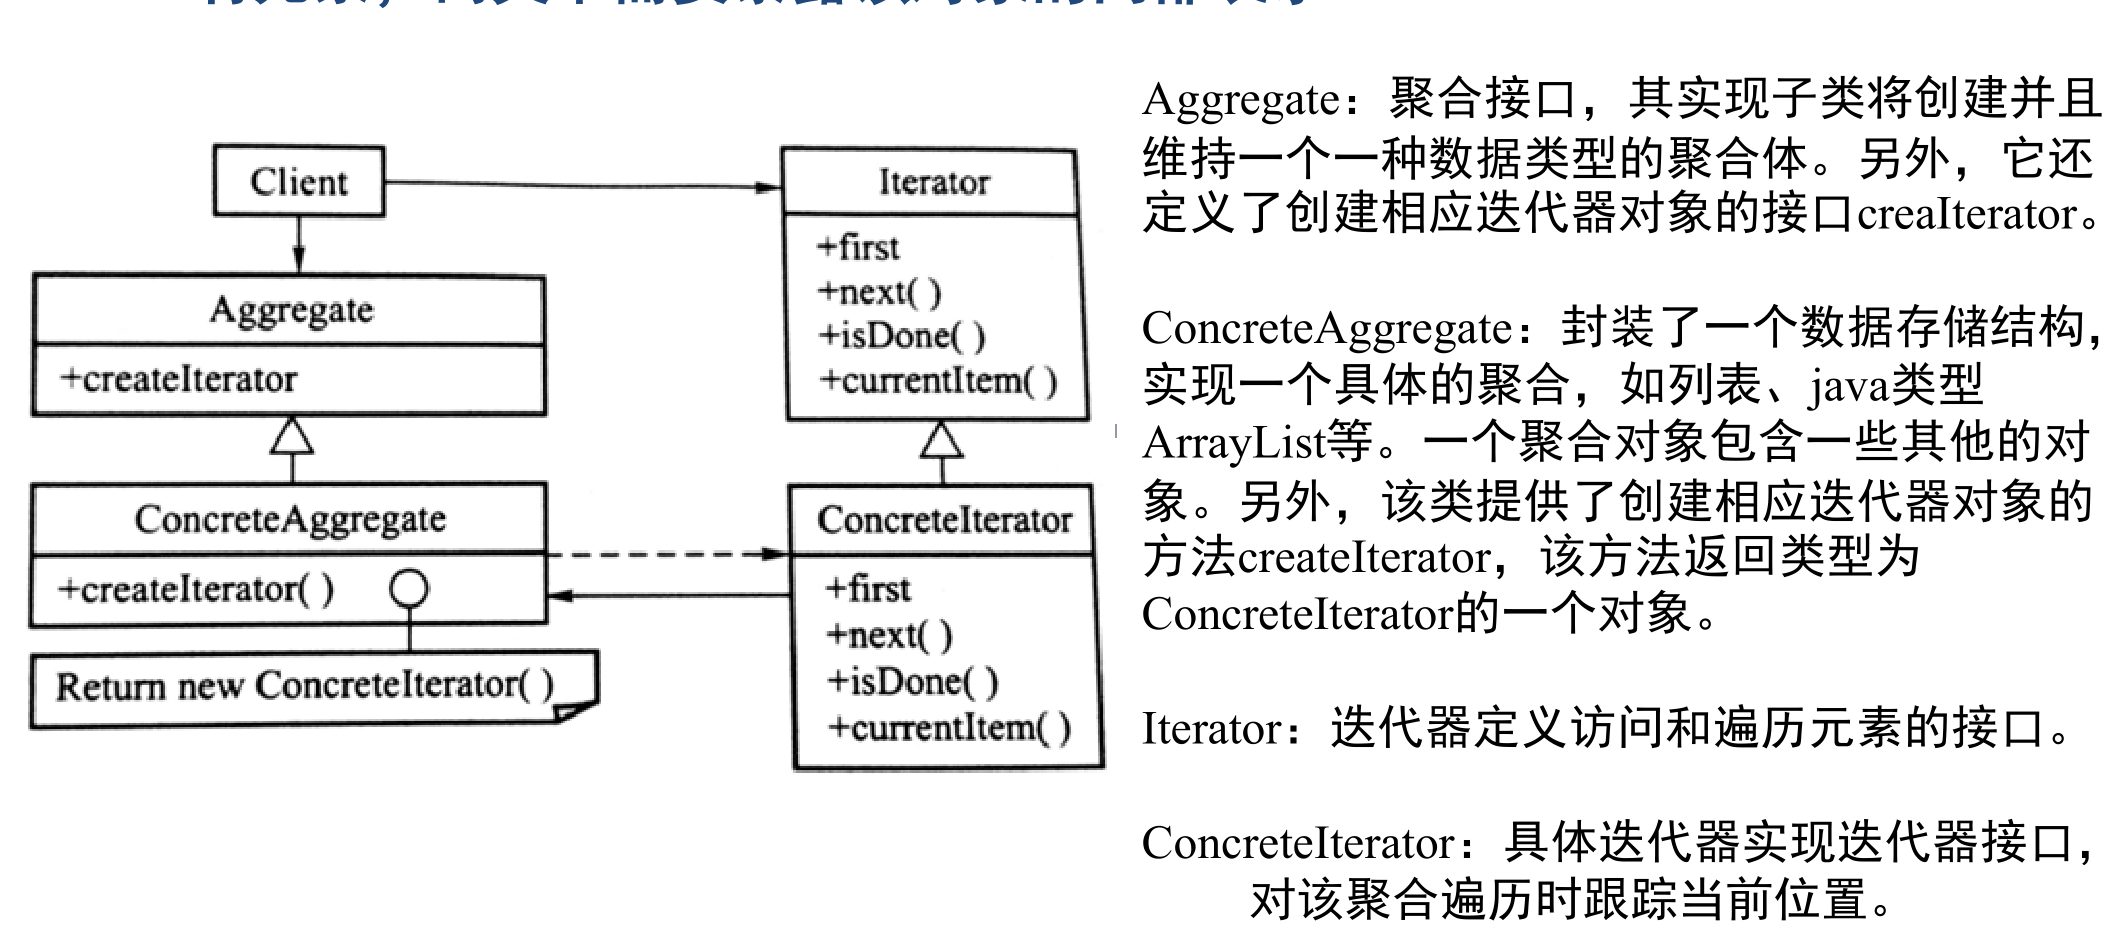 Client
Iterator
+first
+next( )
+isDone( )
+currentItem( )
Aggregate
+createIterator
ConcreteAggregate
+createIterator( )
Return new ConcreteIterator( )
ConcreteIterator
+first
+next( )
+isDone( )
+currentItem( )
Aggregate：聚合接口，其实现子类将创建并且
维持一个一种数据类型的聚合体。另外，它还
定义了创建相应迭代器对象的接口creaIterator。
ConcreteAggregate：封装了一个数据存储结构，
实现一个具体的聚合，如列表、java类型
ArrayList等。一个聚合对象包含一些其他的对
象。另外，该类提供了创建相应迭代器对象的
方法createIterator，该方法返回类型为
ConcreteIterator的一个对象。
Iterator：迭代器定义访问和遍历元素的接口。
ConcreteIterator：具体迭代器实现迭代器接口，
对该聚合遍历时跟踪当前位置。